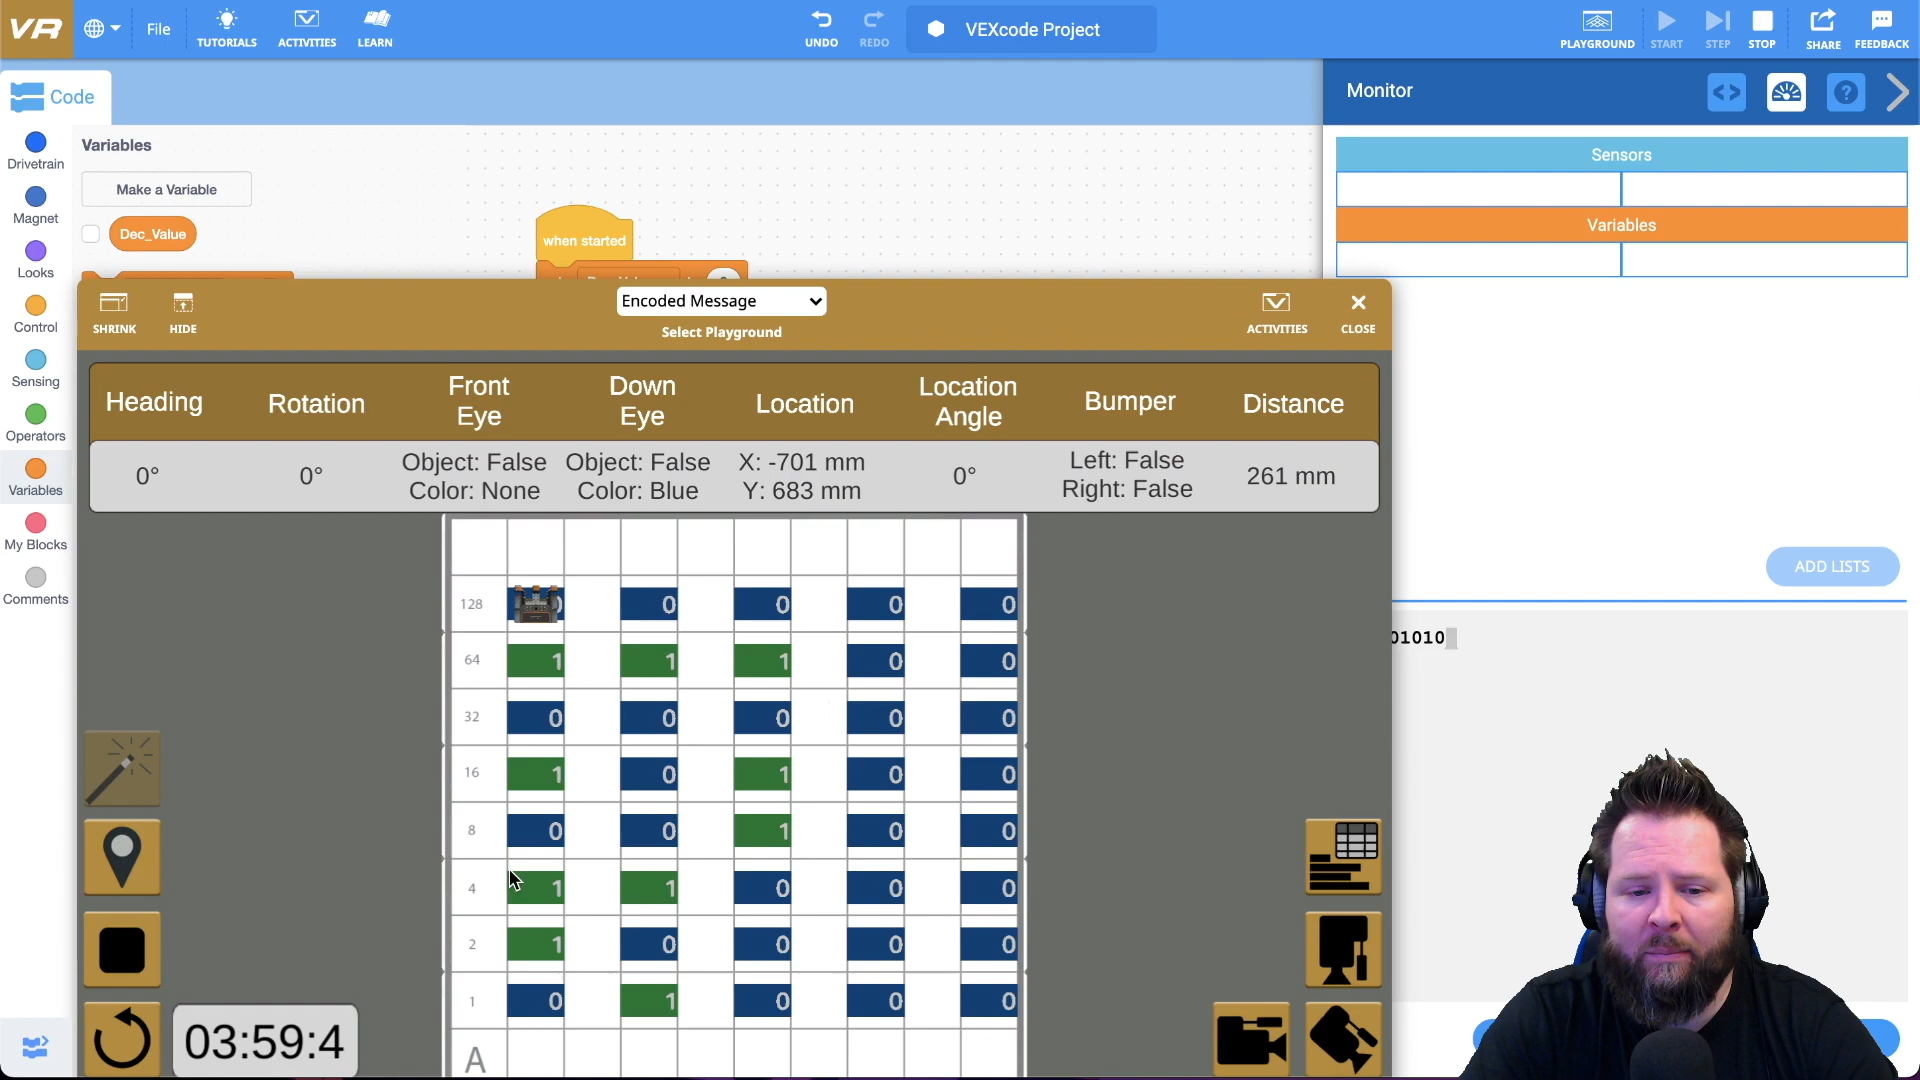 VR
File
TUTORIALS
ACTIVITIES
LEARN
UNDO
REDO
VEXcode Project
PLAYGROUND
START
STEP
STOP
SHARE
FEEDBACK
Code
Monitor
Drivetrain
Magnet
Looks
Control
Sensing
Operators
Variables
My Blocks
Comments
Variables
Make a Variable
Dec_Value
when started
Sensors
Variables
ADD LISTS
01010
SHRINK
HIDE
Encoded Message
Select Playground
ACTIVITIES
CLOSE
Heading Rotation Front Eye Down Eye Location Location Angle Bumper Distance
0° 0° Object: False Object: False X: -701 mm 0° Left: False 261 mm
Color: None Color: Blue Y: 683 mm Right: False
128 0 0 0 0
64 1 1 1 0 0
32 0 0 0 0 0
16 1 0 1 0 0
8 0 0 1 0 0
4 1 1 0 0 0
2 1 0 0 0 0
1 0 1 0 0 0
A
03:59:4